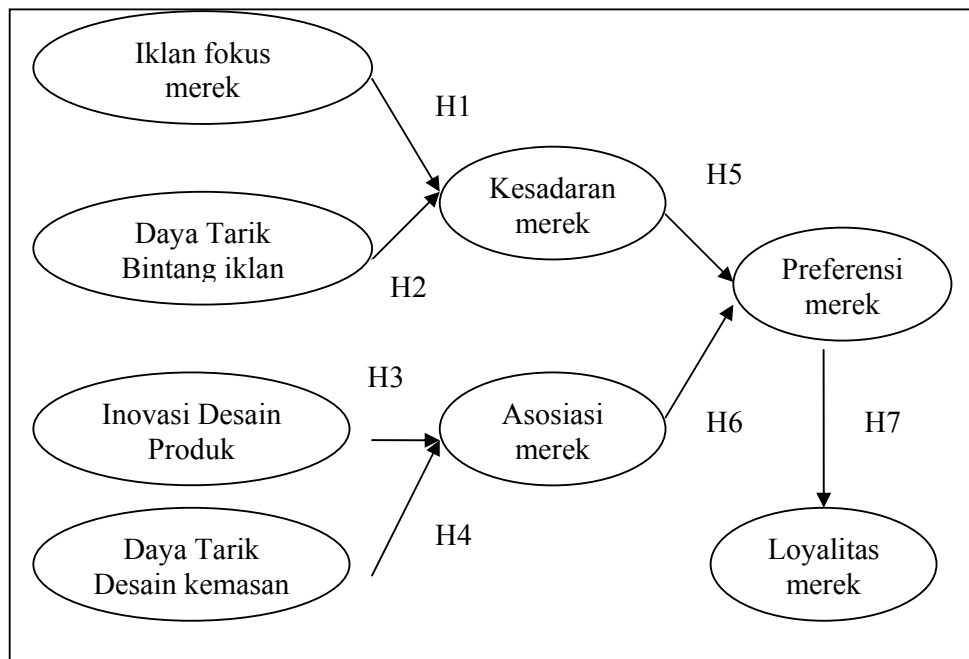 Iklan fokus
merek
H1
Kesadaran
merek
H5
Daya Tarik
Bintang iklan
H2
Preferensi
merek
H3
Inovasi Desain
Produk
Asosiasi
merek
H6
H7
H4
Daya Tarik
Desain kemasan
Loyalitas
merek